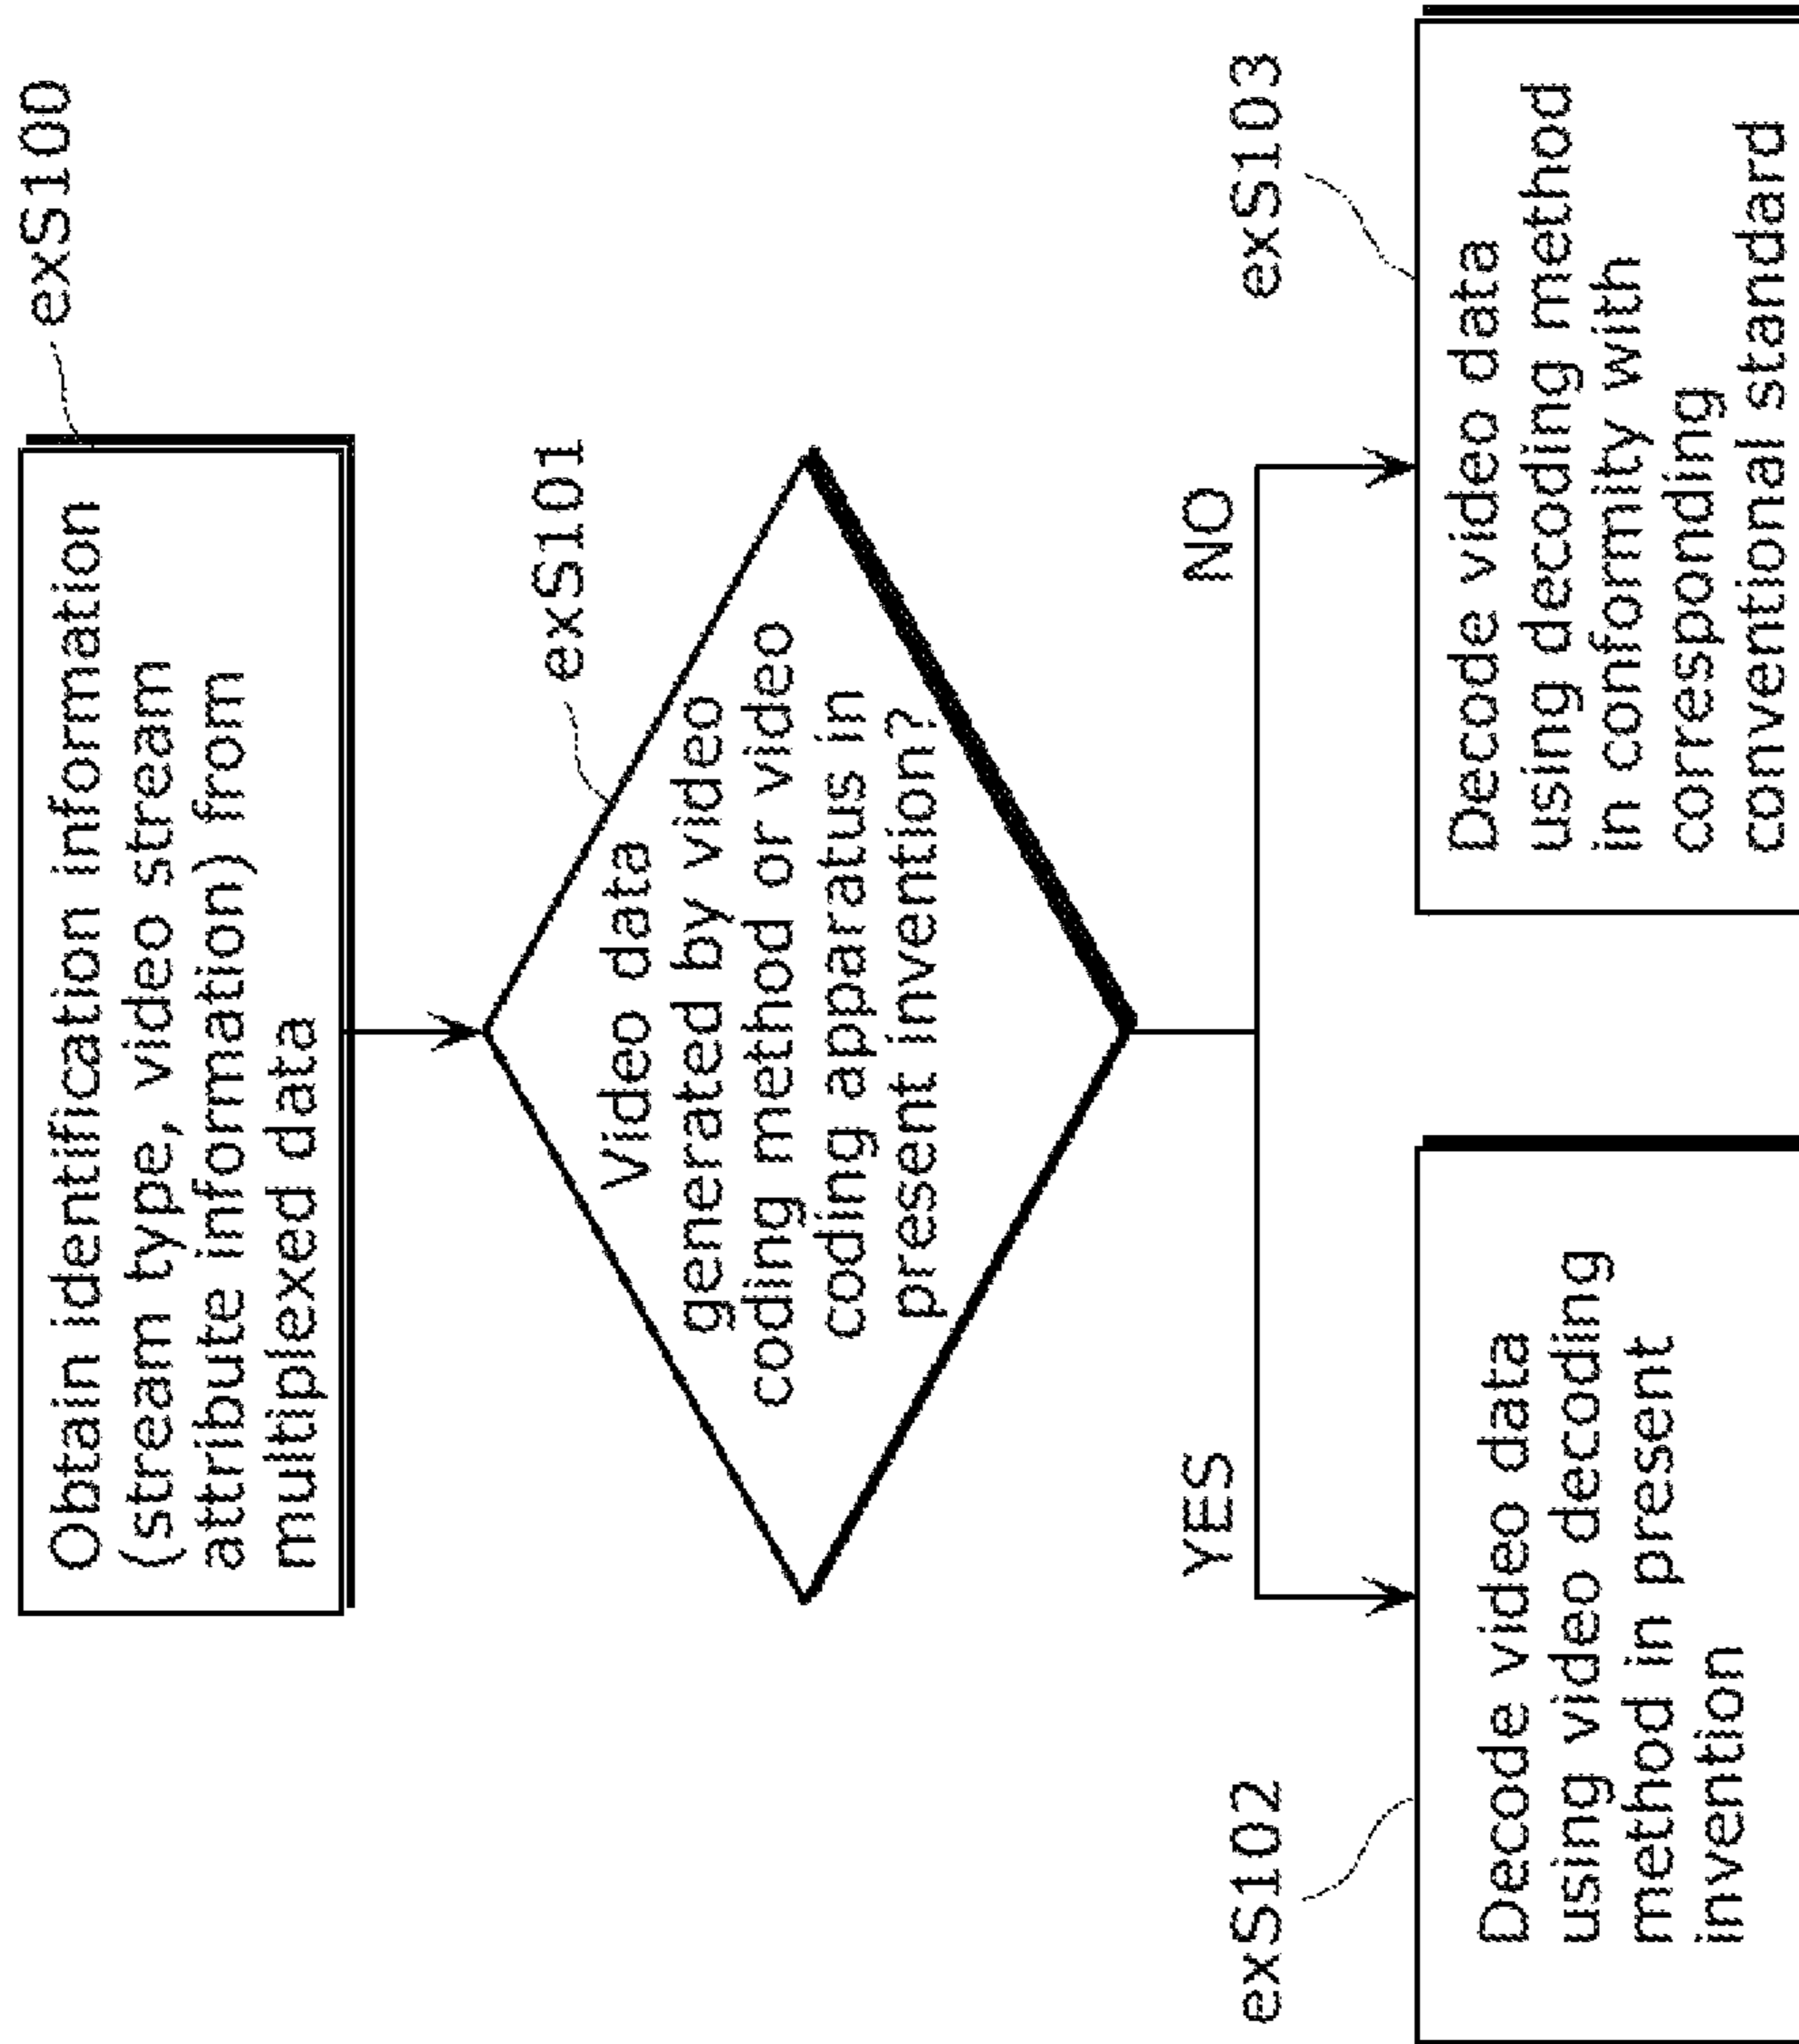 exS100
Obtain identification information
(stream type, video stream
attribute information) from
multiplexed data
exS101
Video data
generated by video
coding method or video
coding apparatus in
present invention?
YES
NO
exS102
Decode video data
using video decoding
method in present
invention
exS103
Decode video data
using decoding method
in conformity with
corresponding
conventional standard